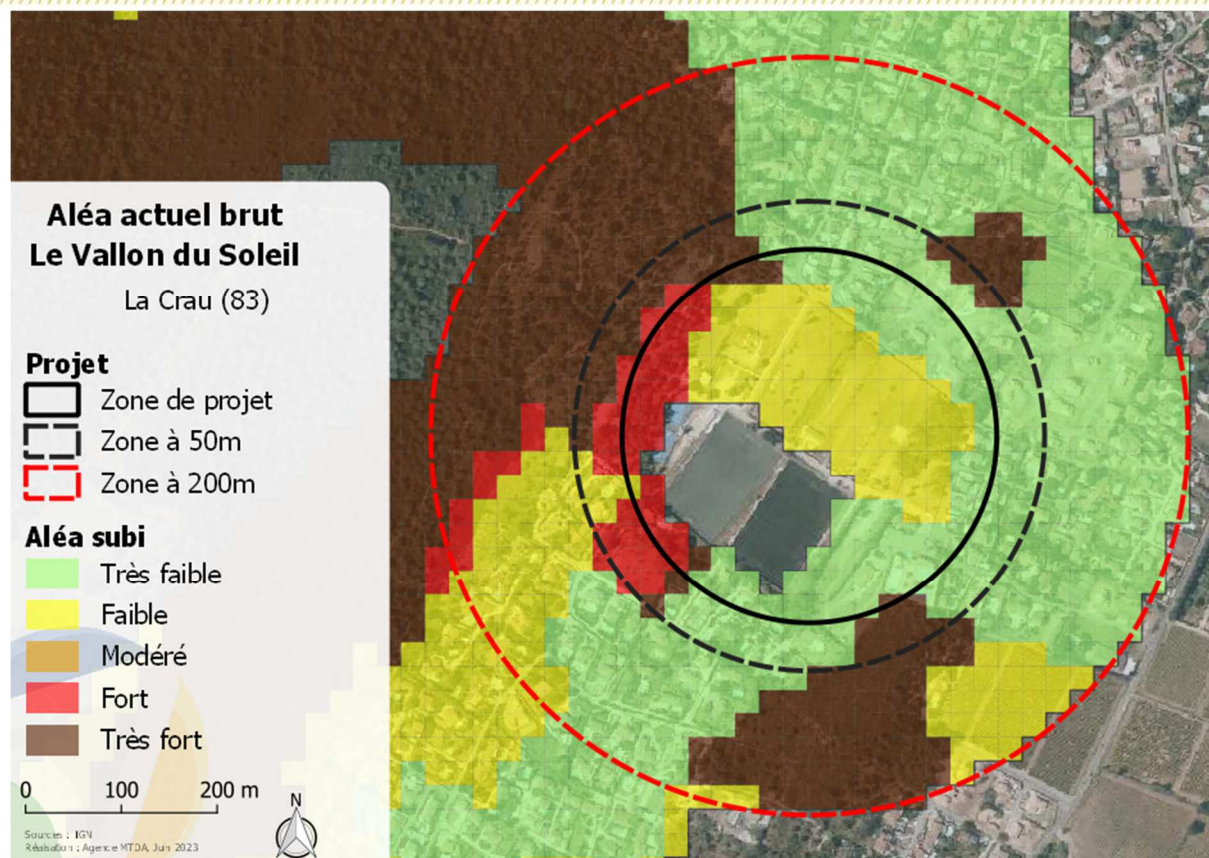 Aléa actuel brut
Le Vallon du Soleil
La Crau (83)
Projet
Zone de projet
Zone à 50m
Zone à 200m
Aléa subi
Très faible
Faible
Modéré
Fort
Très fort
0 100 200 m
N
Sources : IGN
Réalisation : Agence MTDA, Juin 2023